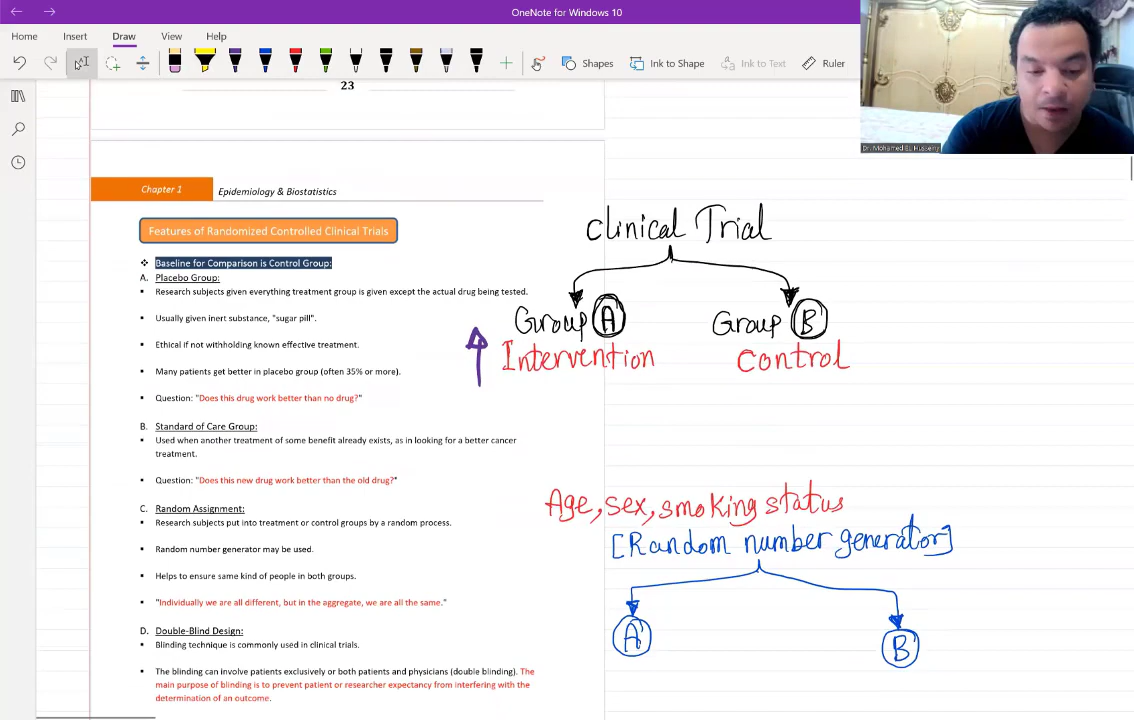 OneNote for Windows 10
Home Insert Draw View Help
Shapes Ink to Shape Ink to Text Ruler
23
Dr. Mohamed EL Husseiny
Chapter 1 Epidemiology & Biostatistics
Features of Randomized Controlled Clinical Trials
❖ Baseline for Comparison is Control Group:
A. Placebo Group:
▪ Research subjects given everything treatment group is given except the actual drug being tested.
▪ Usually given inert substance, "sugar pill".
▪ Ethical if not withholding known effective treatment.
▪ Many patients get better in placebo group (often 35% or more).
▪ Question: "Does this drug work better than no drug?"
B. Standard of Care Group:
▪ Used when another treatment of some benefit already exists, as in looking for a better cancer
treatment.
▪ Question: "Does this new drug work better than the old drug?"
C. Random Assignment:
▪ Research subjects put into treatment or control groups by a random process.
▪ Random number generator may be used.
▪ Helps to ensure same kind of people in both groups.
▪ "Individually we are all different, but in the aggregate, we are all the same."
D. Double-Blind Design:
▪ Blinding technique is commonly used in clinical trials.
▪ The blinding can involve patients exclusively or both patients and physicians (double blinding). The
main purpose of blinding is to prevent patient or researcher expectancy from interfering with the
determination of an outcome.
clinical Trial
Group A Group B
Intervention control
Age, sex, smoking status
[Random number generator]
A B